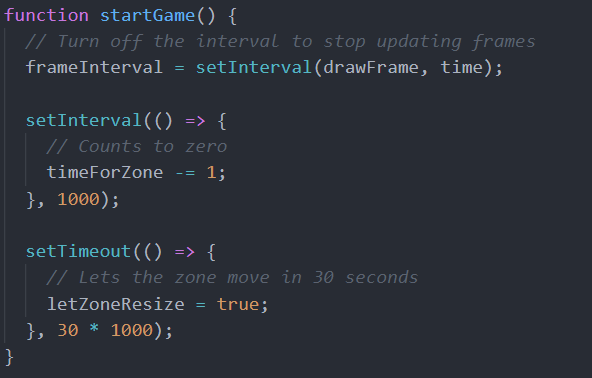 function startGame() {
  // Turn off the interval to stop updating frames
  frameInterval = setInterval(drawFrame, time);

  setInterval(() => {
    // Counts to zero
    timeForZone -= 1;
  }, 1000);

  setTimeout(() => {
    // Lets the zone move in 30 seconds
    letZoneResize = true;
  }, 30 * 1000);
}